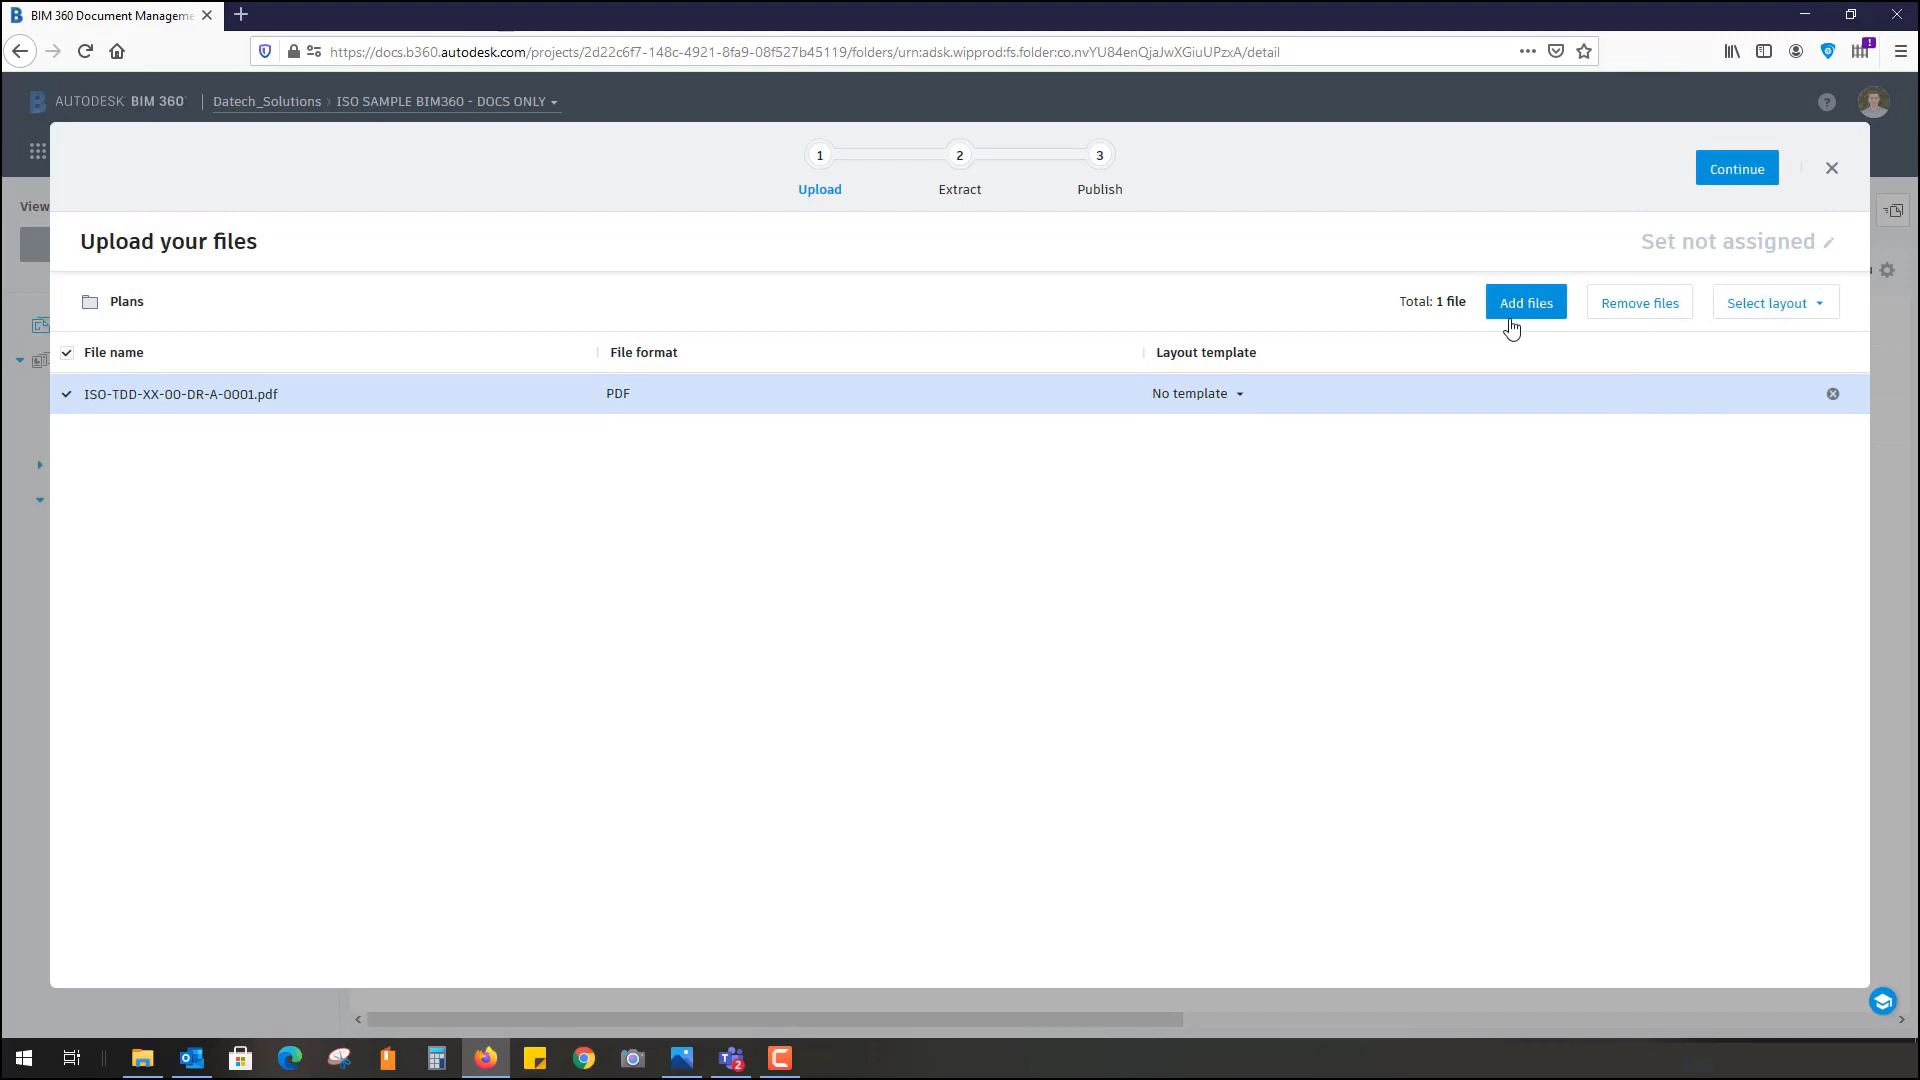 BIM 360 Document Manageme
https://docs.b360.autodesk.com/projects/2d22c6f7-148c-4921-8fa9-08f527b45119/folders/urn:adsk.wipprod:fs.folder:co.nvYU84enQjaJwXGiuUPzxA/detail
AUTODESK BIM 360 Datech_Solutions › ISO SAMPLE BIM360 - DOCS ONLY
1 2 3
Upload Extract Publish
Continue
View
Upload your files
Set not assigned
Plans
Total: 1 file
Add files
Remove files
Select layout
File name File format Layout template
ISO-TDD-XX-00-DR-A-0001.pdf PDF No template
2